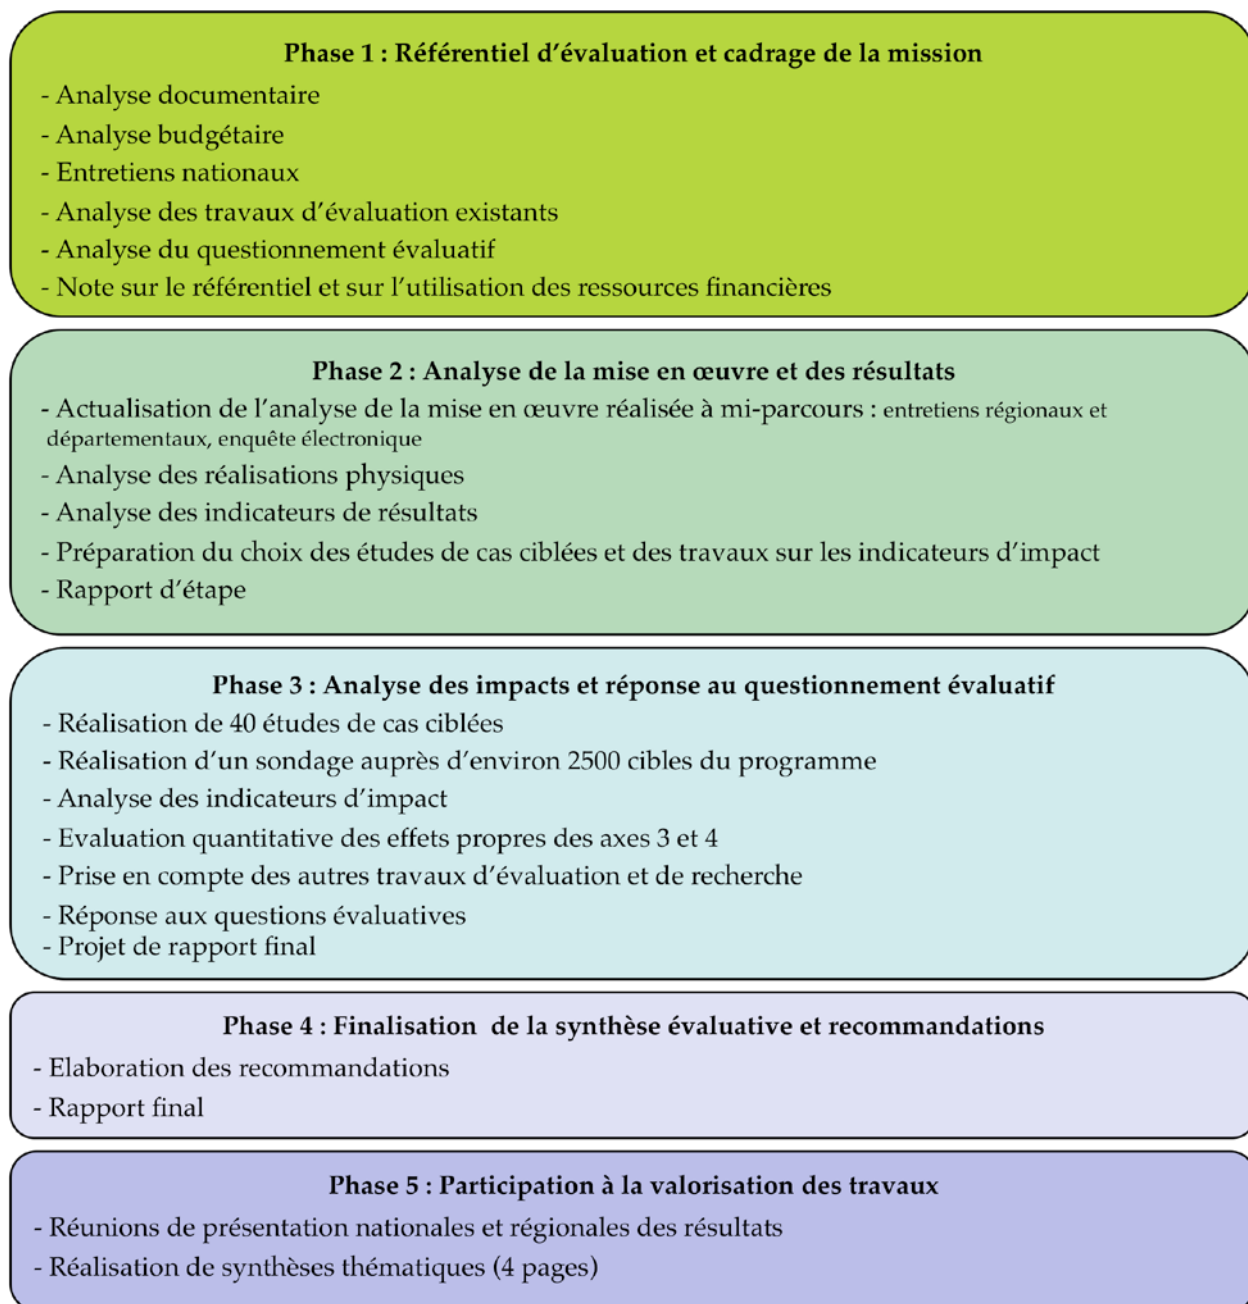 Phase 1 : Référentiel d’évaluation et cadrage de la mission
- Analyse documentaire
- Analyse budgétaire
- Entretiens nationaux
- Analyse des travaux d’évaluation existants
- Analyse du questionnement évaluatif
- Note sur le référentiel et sur l’utilisation des ressources financières
Phase 2 : Analyse de la mise en œuvre et des résultats
- Actualisation de l’analyse de la mise en œuvre réalisée à mi-parcours : entretiens régionaux et
départementaux, enquête électronique
- Analyse des réalisations physiques
- Analyse des indicateurs de résultats
- Préparation du choix des études de cas ciblées et des travaux sur les indicateurs d’impact
- Rapport d’étape
Phase 3 : Analyse des impacts et réponse au questionnement évaluatif
- Réalisation de 40 études de cas ciblées
- Réalisation d’un sondage auprès d’environ 2500 cibles du programme
- Analyse des indicateurs d’impact
- Evaluation quantitative des effets propres des axes 3 et 4
- Prise en compte des autres travaux d’évaluation et de recherche
- Réponse aux questions évaluatives
- Projet de rapport final
Phase 4 : Finalisation de la synthèse évaluative et recommandations
- Elaboration des recommandations
- Rapport final
Phase 5 : Participation à la valorisation des travaux
- Réunions de présentation nationales et régionales des résultats
- Réalisation de synthèses thématiques (4 pages)